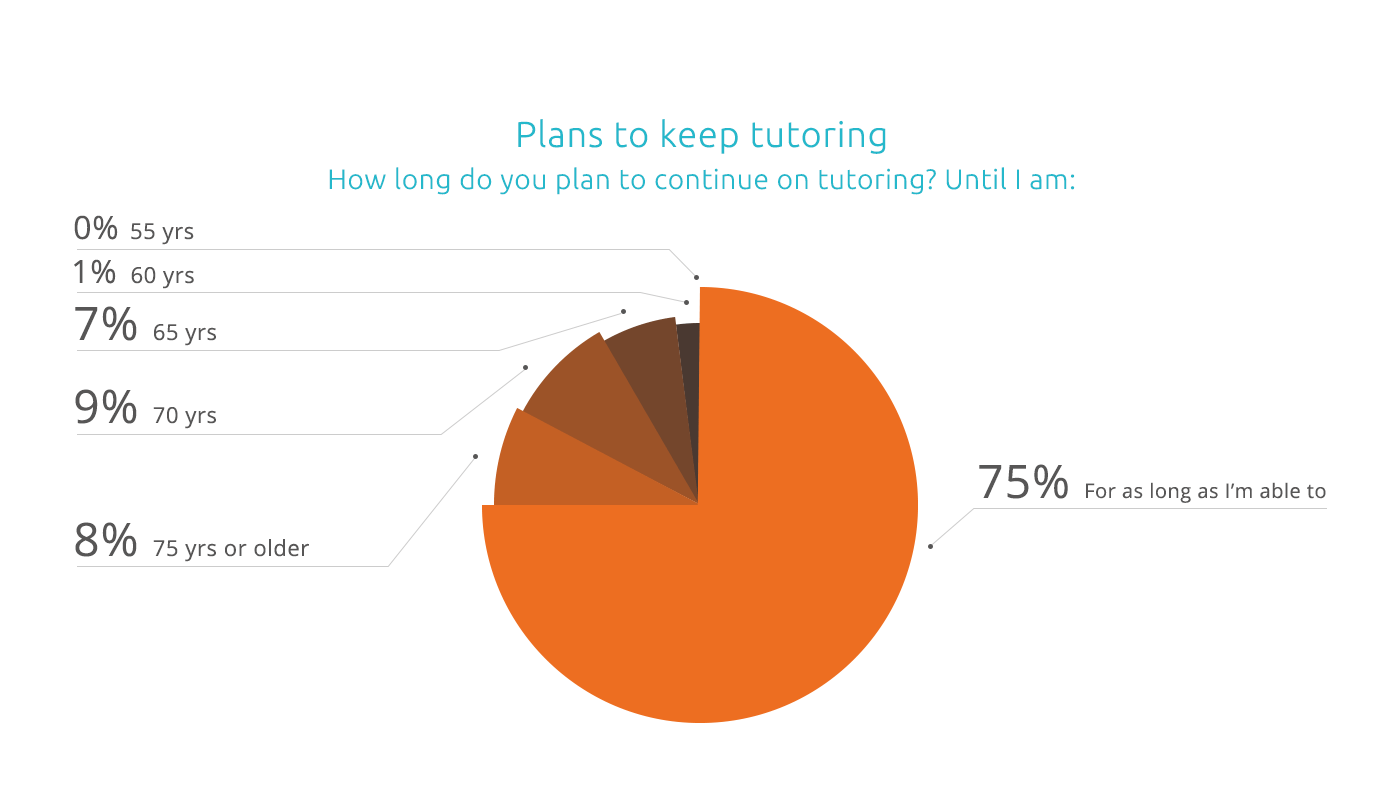 Plans to keep tutoring
How long do you plan to continue on tutoring? Until I am:
0% 55 yrs
1% 60 yrs
7% 65 yrs
9% 70 yrs
75% For as long as I'm able to
8% 75 yrs or older